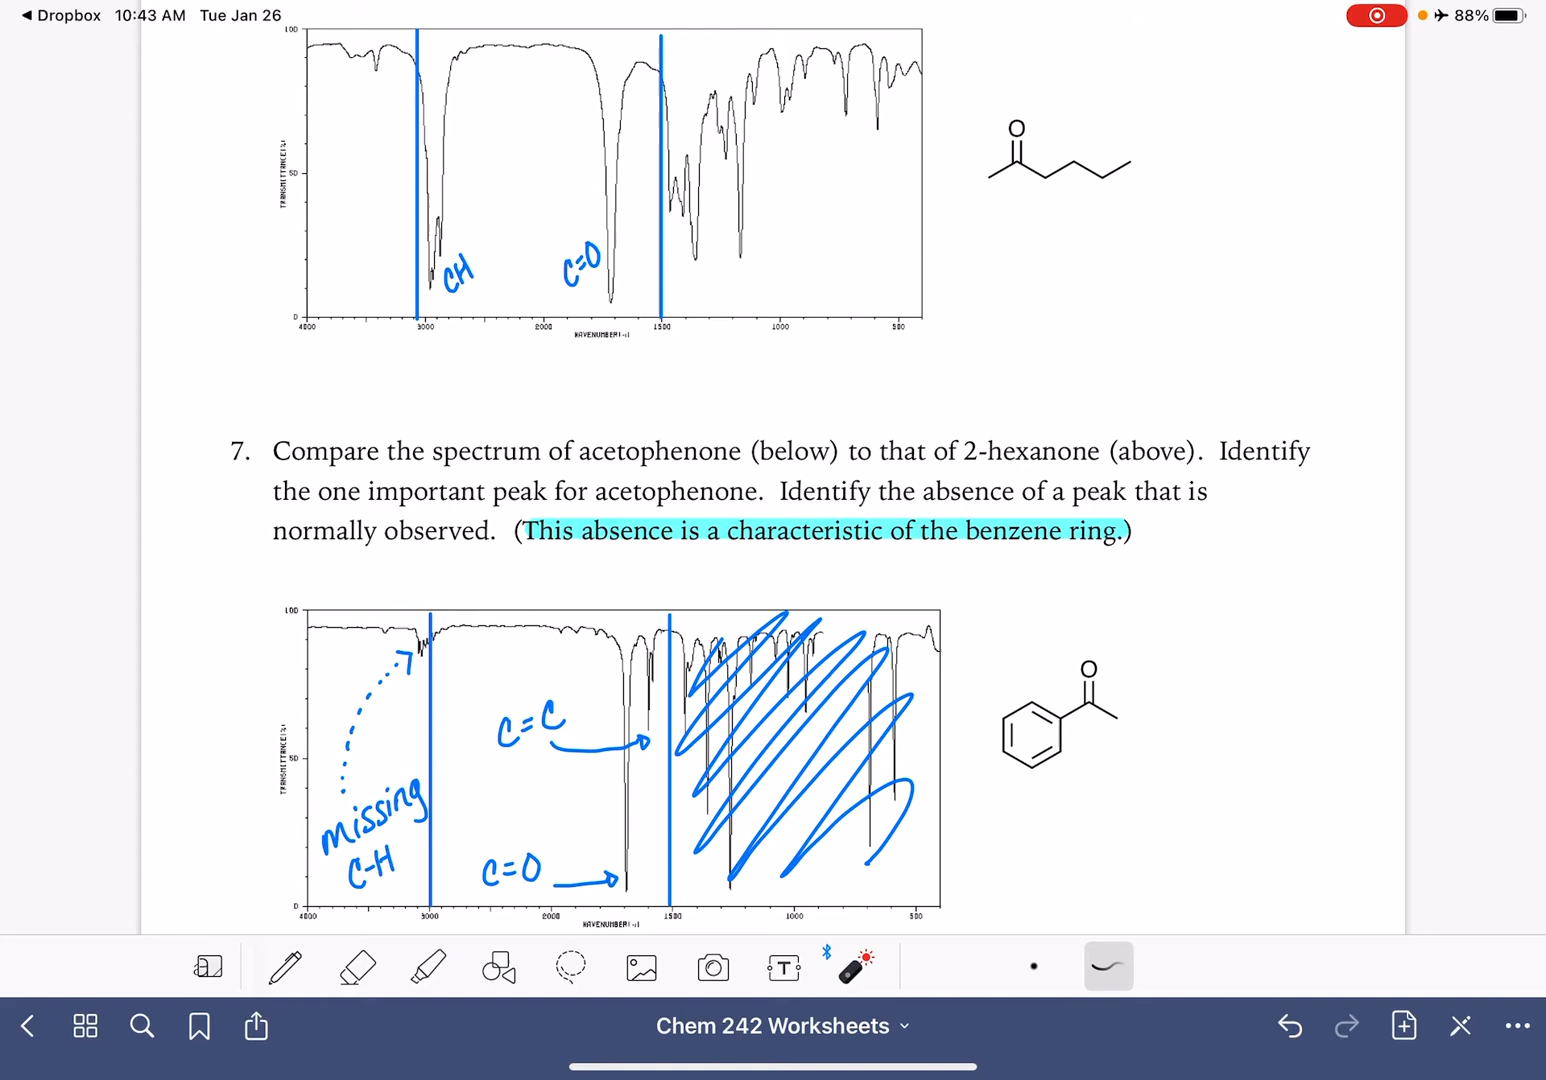 Dropbox 10:43 AM Tue Jan 26 88%
100
50
0
TRANSMITTANCE(%)
CH
C=O
4000 3000 2000 1500 1000 500
WAVENUMBER(-1)
O
7. Compare the spectrum of acetophenone (below) to that of 2-hexanone (above). Identify
the one important peak for acetophenone. Identify the absence of a peak that is
normally observed. (This absence is a characteristic of the benzene ring.)
100
50
0
TRANSMITTANCE(%)
C=C
missing
C-H
C=O
4000 3000 2000 1500 1000 500
WAVENUMBER(-1)
O
T
Chem 242 Worksheets